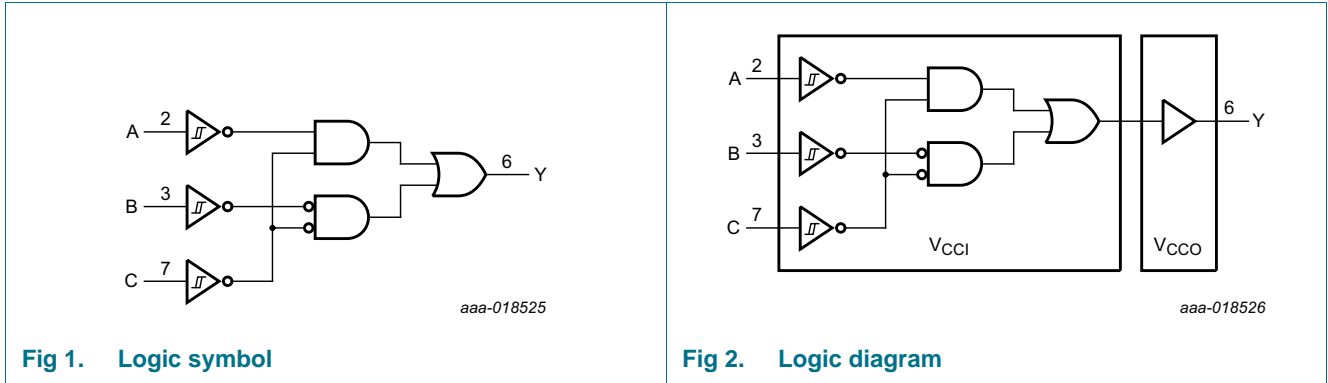 A 2
B 3
C 7
6 Y
aaa-018525
Fig 1. Logic symbol
A 2
B 3
C 7
VCCI
VCCO
6 Y
aaa-018526
Fig 2. Logic diagram